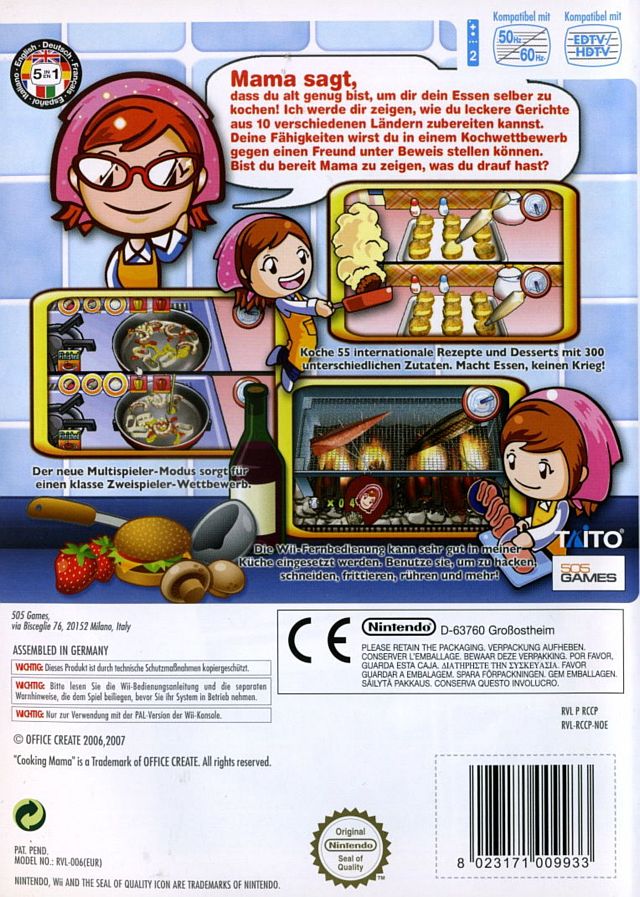 Kompatibel mit
Kompatibel mit
2
50Hz
60Hz
EDTV/
HDTV
English · Deutsch · Français · Español · Italiano
5 IN 1
Mama sagt,
dass du alt genug bist, um dir dein Essen selber zu
kochen! Ich werde dir zeigen, wie du leckere Gerichte
aus 10 verschiedenen Ländern zubereiten kannst.
Deine Fähigkeiten wirst du in einem Kochwettbewerb
gegen einen Freund unter Beweis stellen können.
Bist du bereit Mama zu zeigen, was du drauf hast?
Finished
Finished
Koche 55 internationale Rezepte und Desserts mit 300
unterschiedlichen Zutaten. Macht Essen, keinen Krieg!
Der neue Multispieler-Modus sorgt für
einen klasse Zweispieler-Wettbewerb.
x 04
Die Wii-Fernbedienung kann sehr gut in meiner
Küche eingesetzt werden. Benutze sie, um zu hacken,
schneiden, frittieren, rühren und mehr!
TAITO
505
GAMES
505 Games,
via Bisceglie 76, 20152 Milano, Italy
ASSEMBLED IN GERMANY
WICHTIG: Dieses Produkt ist durch technische Schutzmaßnahmen kopiergeschützt.
WICHTIG: Bitte lesen Sie die Wii-Bedienungsanleitung und die separaten
Warnhinweise, die dem Spiel beiliegen, bevor Sie ihr System in Betrieb nehmen.
WICHTIG: Nur zur Verwendung mit der PAL-Version der Wii-Konsole.
© OFFICE CREATE 2006,2007
"Cooking Mama" is a Trademark of OFFICE CREATE. All rights reserved.
CE
Nintendo® D-63760 Großostheim
PLEASE RETAIN THE PACKAGING. VERPACKUNG AUFHEBEN.
CONSERVER L'EMBALLAGE. BEWAAR DEZE VERPAKKING. POR FAVOR,
GUARDA ESTA CAJA. ΔΙΑΤΗΡΗΣΤΕ ΤΗΝ ΣΥΣΚΕΥΑΣΙΑ. FAVOR
GUARDAR A EMBALAGEM. SPARA FÖRPACKNINGEN. GEM EMBALLAGEN.
SÄILYTÄ PAKKAUS. CONSERVA QUESTO INVOLUCRO.
RVL P RCCP
RVL-RCCP-NOE
PAT. PEND.
MODEL NO.: RVL-006(EUR)
NINTENDO, Wii AND THE SEAL OF QUALITY ICON ARE TRADEMARKS OF NINTENDO.
Original
Nintendo®
Seal of
Quality
TM
8 023171 009933